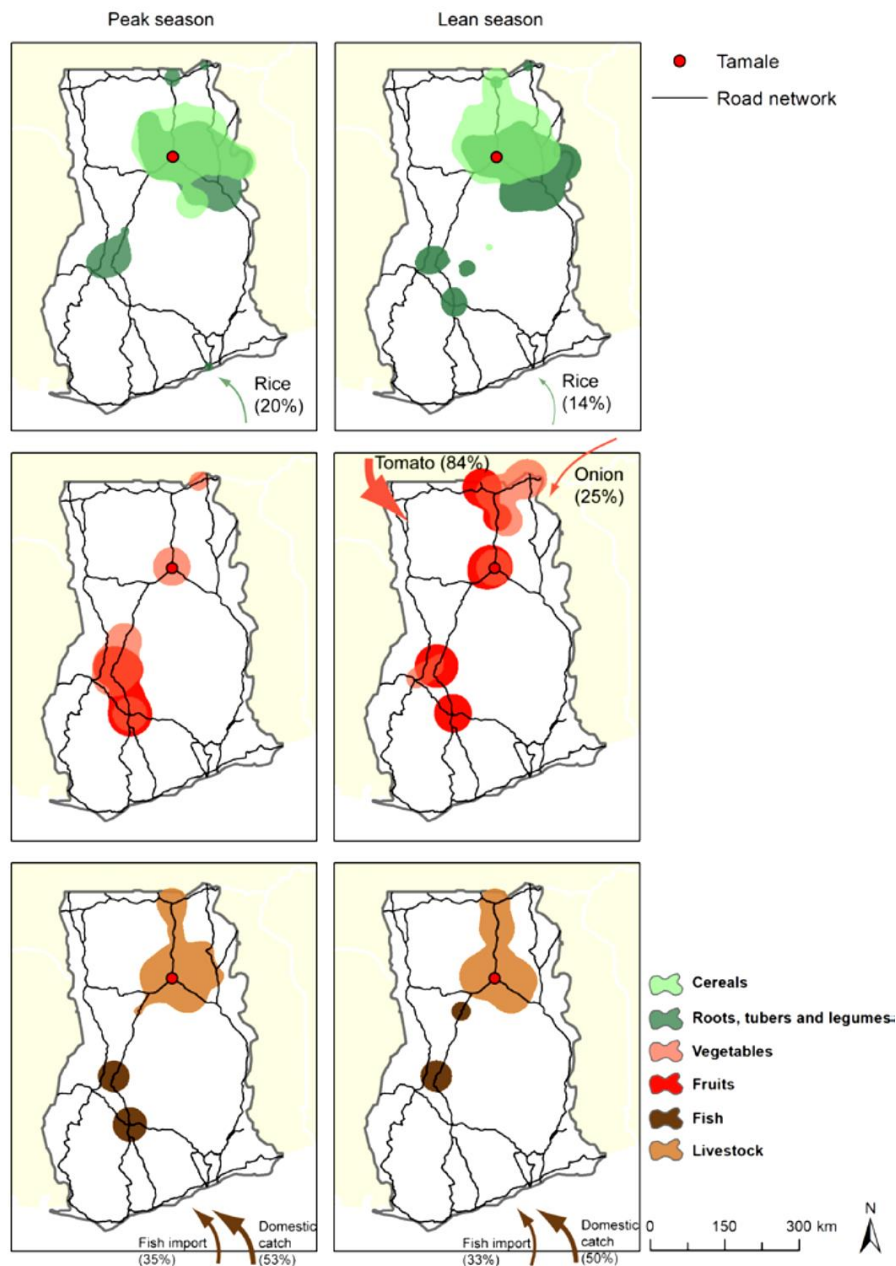 Peak season
Lean season
Tamale
Road network
Rice
(20%)
Rice
(14%)
Tomato (84%)
Onion
(25%)
Cereals
Roots, tubers and legumes
Vegetables
Fruits
Fish
Livestock
Fish import
(35%)
Domestic
catch
(53%)
Fish import
(33%)
Domestic
catch
(50%)
0 150 300 km
N